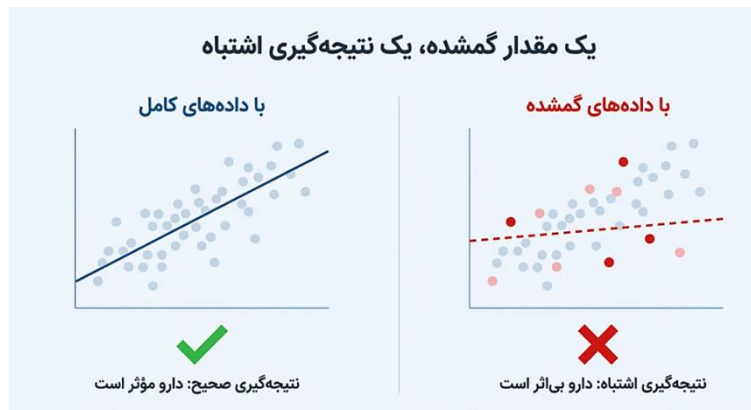 یک مقدار گمشده، یک نتیجه‌گیری اشتباه
با داده‌های گمشده
با داده‌های کامل
نتیجه‌گیری اشتباه: دارو بی‌اثر است
نتیجه‌گیری صحیح: دارو مؤثر است